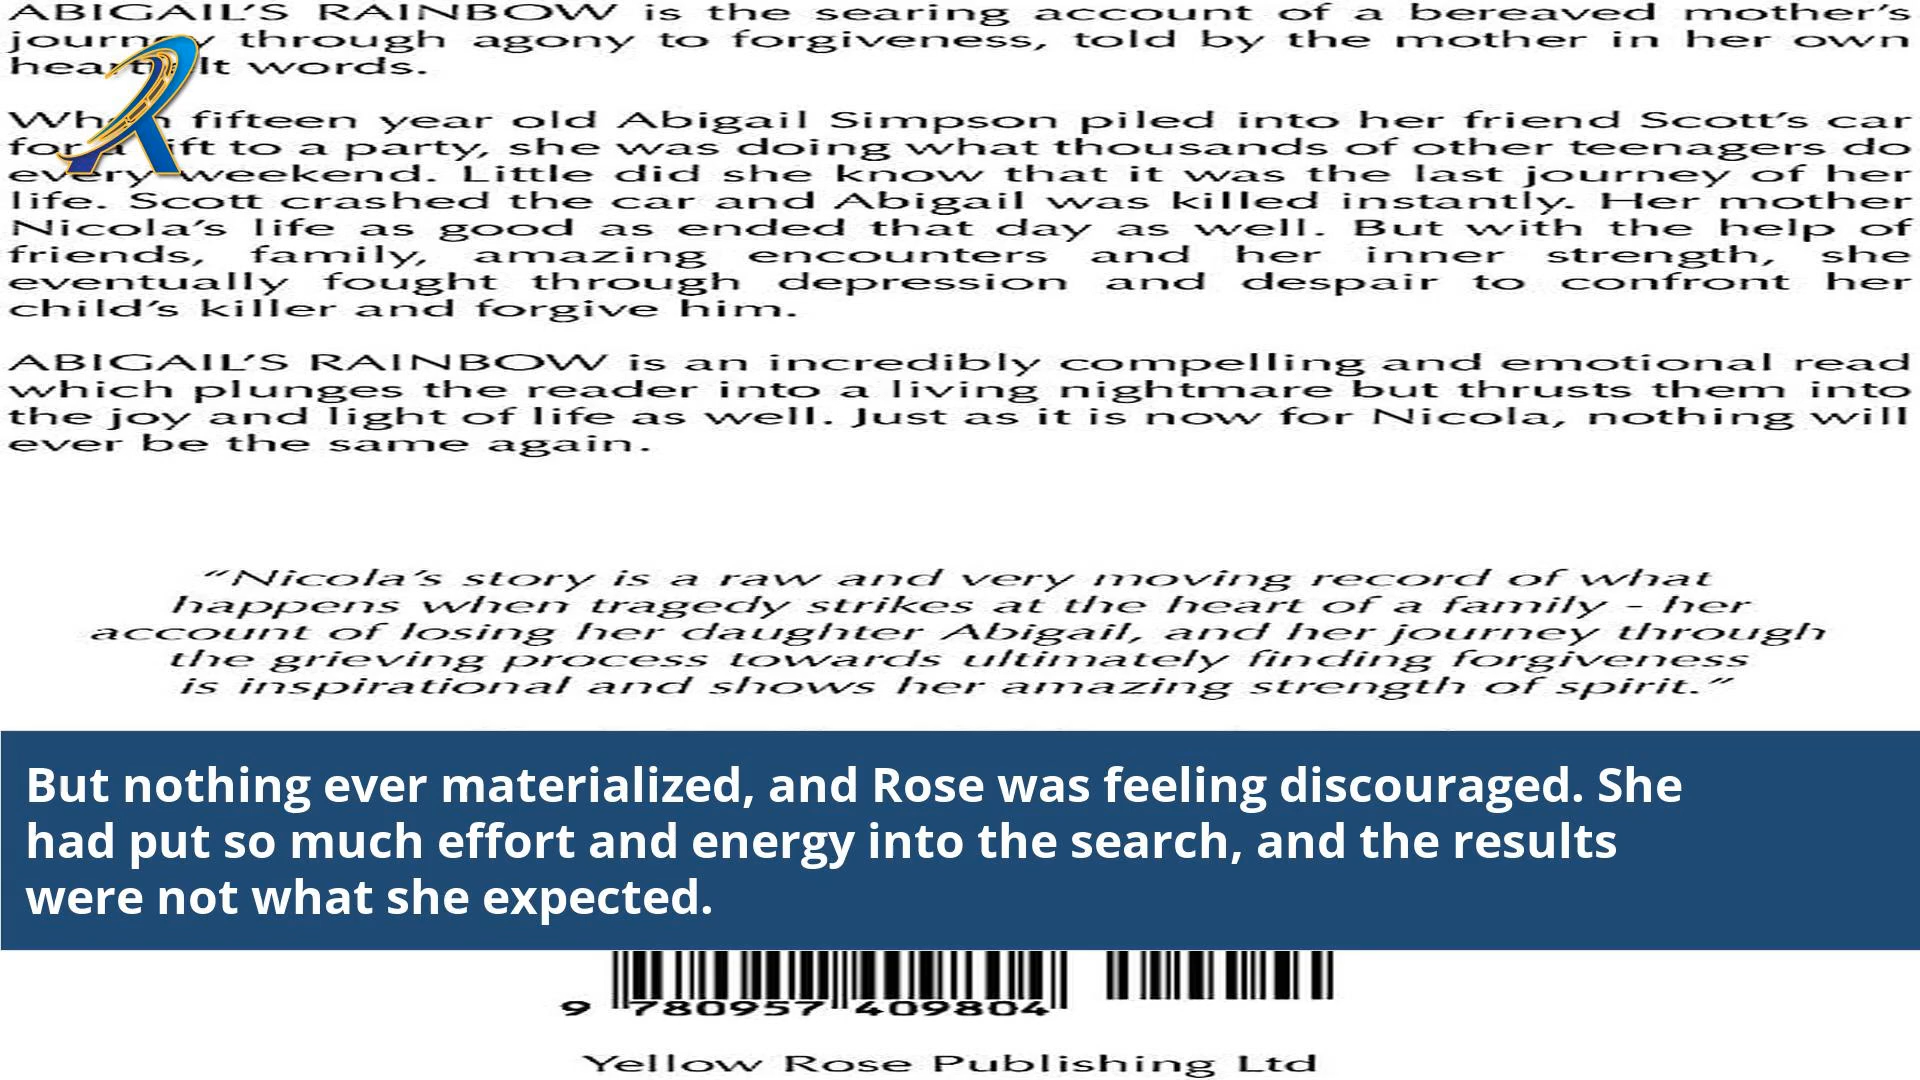 ABIGAIL'S RAINBOW is the searing account of a bereaved mother's
journey through agony to forgiveness, told by the mother in her own
words.
When fifteen year old Abigail Simpson piled into her friend Scott's car
for a lift to a party, she was doing what thousands of other teenagers do
every weekend. Little did she know that it was the last journey of her
life. Scott crashed the car and Abigail was killed instantly. Her mother
Nicola's life as good as ended that day as well. But with the help of
friends, family, amazing encounters and her inner strength, she
eventually fought through depression and despair to confront her
child's killer and forgive him.
ABIGAIL'S RAINBOW is an incredibly compelling and emotional read
which plunges the reader into a living nightmare but thrusts them into
the joy and light of life as well. Just as it is now for Nicola, nothing will
ever be the same again.
“Nicola's story is a raw and very moving record of what
happens when tragedy strikes at the heart of a family - her
account of losing her daughter Abigail, and her journey through
the grieving process towards ultimately finding forgiveness
is inspirational and shows her amazing strength of spirit.”
But nothing ever materialized, and Rose was feeling discouraged. She
had put so much effort and energy into the search, and the results
were not what she expected.
9 780957 409804
Yellow Rose Publishing Ltd